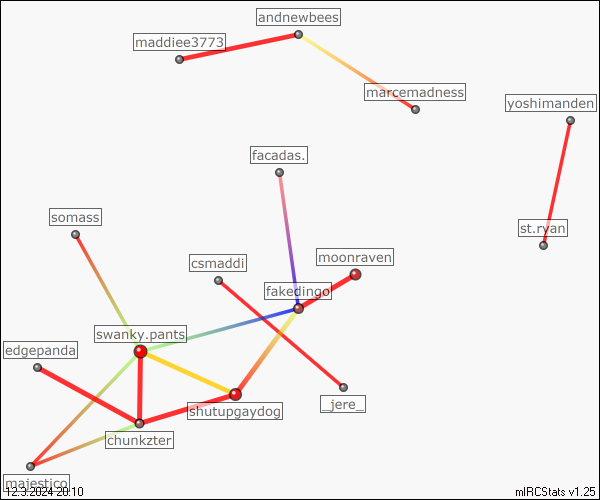 andnewbees
maddiee3773
marcemadness
yoshimanden
facadas.
somass
st.ryan
moonraven
csmaddi
fakedingo
swanky.pants
edgepanda
_jere_
shutupgaydog
chunkzter
majestico
12.3.2024 20:10
mIRCStats v1.25